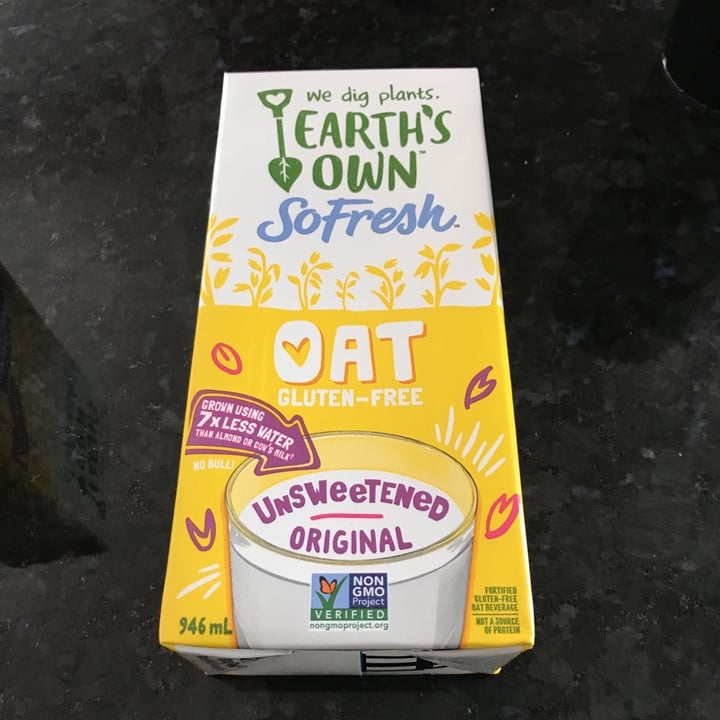 we dig plants.
EARTH'S
OWN™
SoFresh™
OAT
GLUTEN-FREE
GROWN USING
7x LESS WATER
THAN ALMOND OR COW'S MILK†
NO BULL!
UNSWeeTENeD
ORIGINAL
NON
GMO
Project
VERIFIED
nongmoproject.org
946 mL
FORTIFIED
GLUTEN-FREE
OAT BEVERAGE
NOT A SOURCE
OF PROTEIN